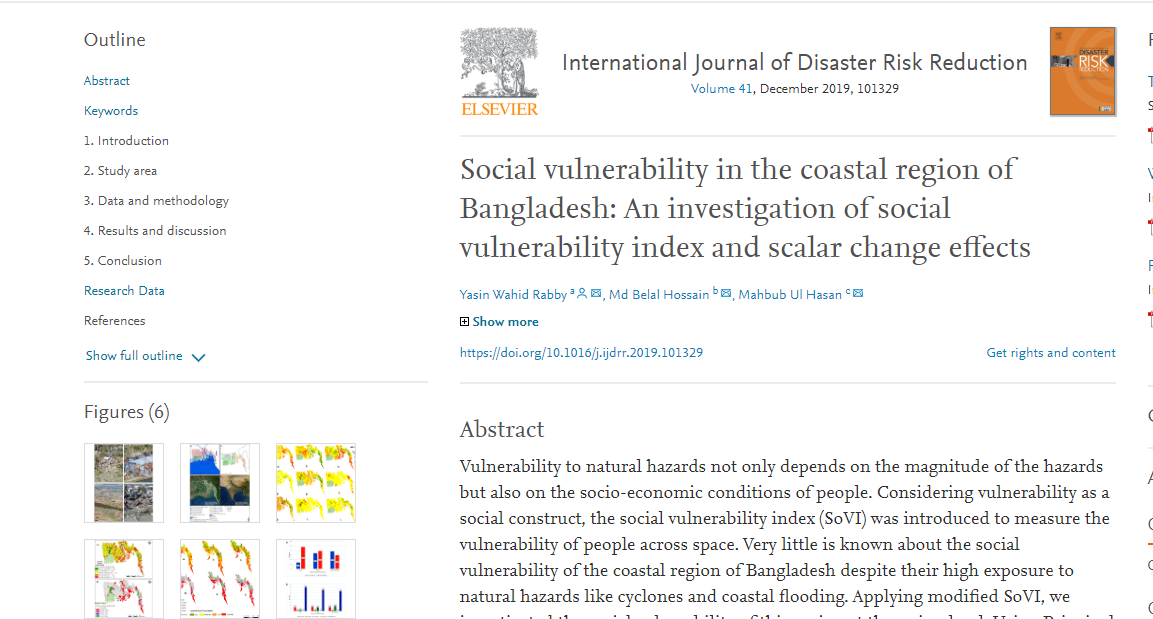 Outline
Abstract
Keywords
1. Introduction
2. Study area
3. Data and methodology
4. Results and discussion
5. Conclusion
Research Data
References
Show full outline
Figures (6)
ELSEVIER
International Journal of Disaster Risk Reduction
Volume 41, December 2019, 101329
DISASTER
RISK
REDUCTION
Social vulnerability in the coastal region of
Bangladesh: An investigation of social
vulnerability index and scalar change effects
Yasin Wahid Rabby a, Md Belal Hossain b, Mahbub Ul Hasan c
Show more
https://doi.org/10.1016/j.ijdrr.2019.101329
Get rights and content
Abstract
Vulnerability to natural hazards not only depends on the magnitude of the hazards
but also on the socio-economic conditions of people. Considering vulnerability as a
social construct, the social vulnerability index (SoVI) was introduced to measure the
vulnerability of people across space. Very little is known about the social
vulnerability of the coastal region of Bangladesh despite their high exposure to
natural hazards like cyclones and coastal flooding. Applying modified SoVI, we